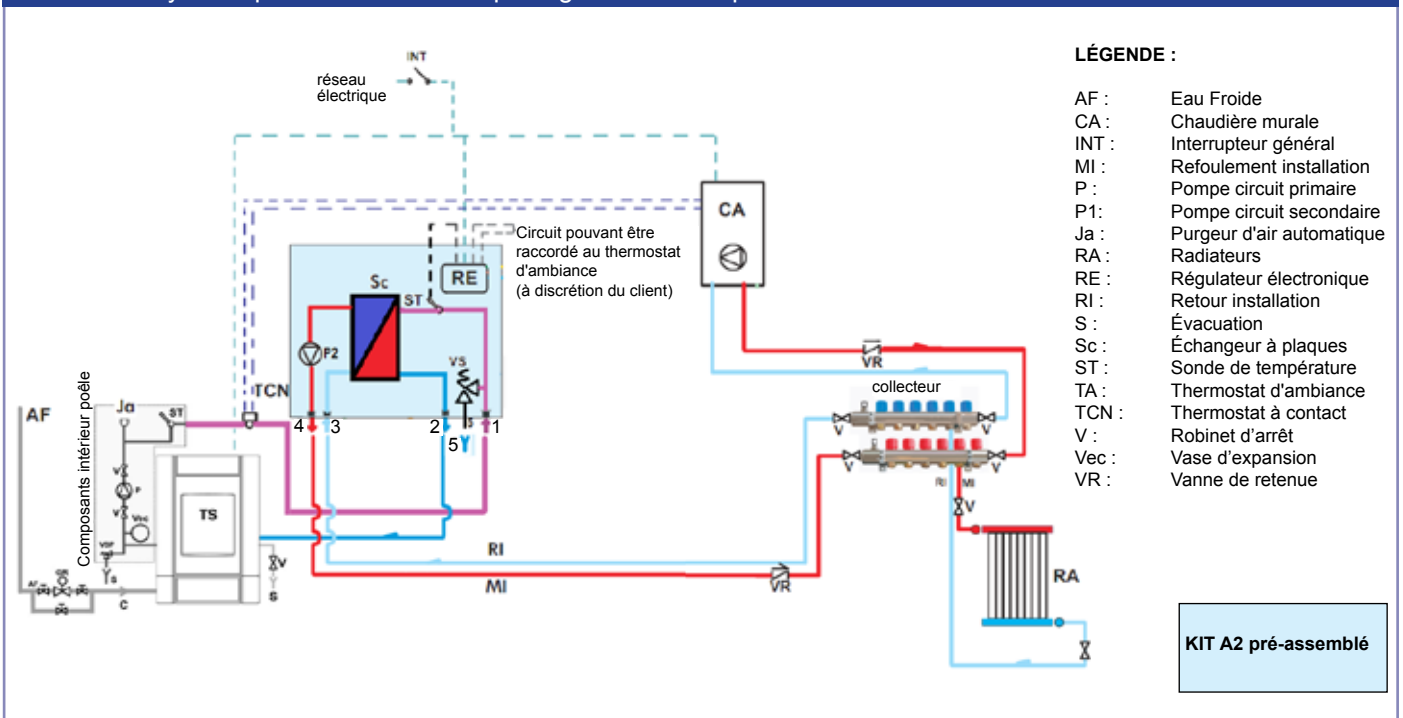 INT
réseau
électrique
CA
Circuit pouvant être
raccordé au thermostat
d'ambiance
(à discrétion du client)
RE
Sc
ST
P2
VS
TCN
S
4
3
2
5
1
AF
Composants intérieur poêle
Ja
ST
V
P
V
Vec
S
TS
V
S
AF
C
VR
collecteur
V
V
V
V
RI
MI
V
RI
MI
VR
RA
LÉGENDE :
AF : Eau Froide
CA : Chaudière murale
INT : Interrupteur général
MI : Refoulement installation
P : Pompe circuit primaire
P1: Pompe circuit secondaire
Ja : Purgeur d'air automatique
RA : Radiateurs
RE : Régulateur électronique
RI : Retour installation
S : Évacuation
Sc : Échangeur à plaques
ST : Sonde de température
TA : Thermostat d'ambiance
TCN : Thermostat à contact
V : Robinet d'arrêt
Vec : Vase d'expansion
VR : Vanne de retenue
KIT A2 pré-assemblé